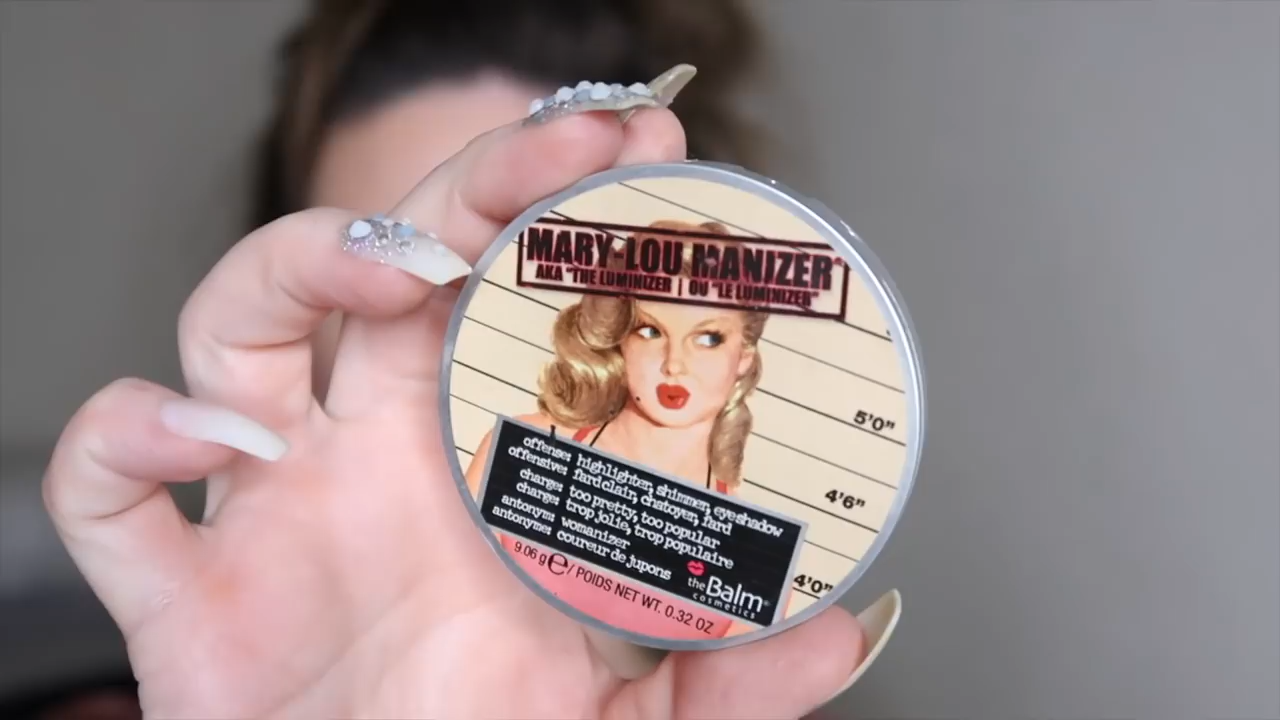 MARY-LOU MANIZER
AKA "THE LUMINIZER | OU "LE LUMINIZER"
5'0"
4'6"
4'0"
offense: highlighter, shimmer, eyeshadow
offensive: fard clair, chatoyer, fard
charge: too pretty, too popular
charge: trop jolie, trop populaire
antonym: womanizer
antonyme: coureur de jupons
theBalm®
cosmetics
9.06 g e / POIDS NET WT. 0.32 OZ